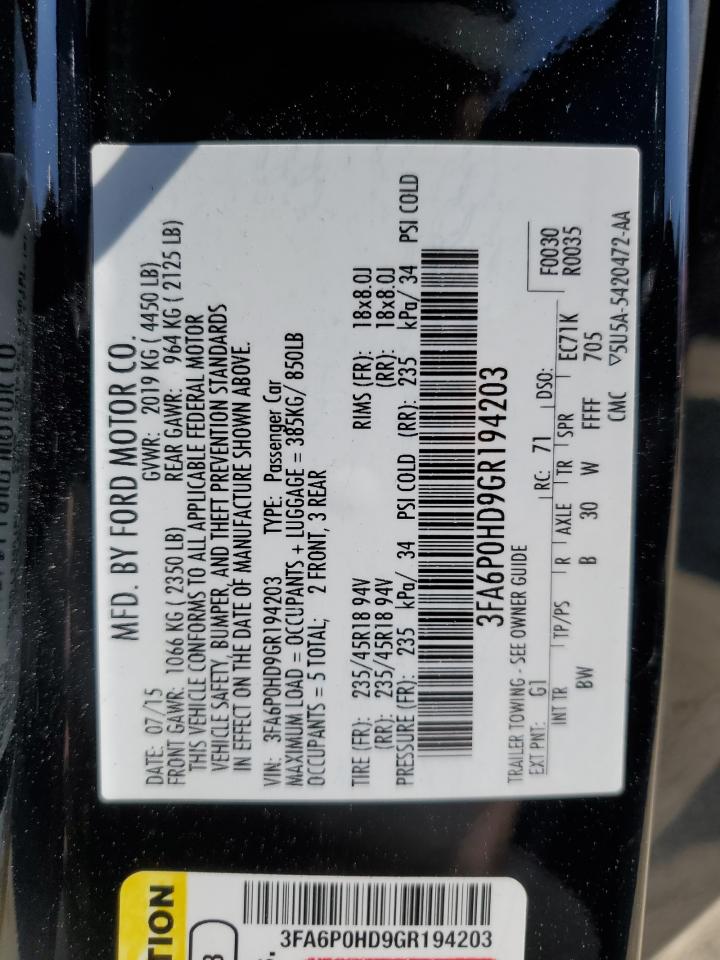 MFD. BY FORD MOTOR CO.
DATE: 07/15 GVWR: 2019 KG ( 4450 LB)
FRONT GAWR: 1066 KG ( 2350 LB) REAR GAWR: 964 KG ( 2125 LB)
THIS VEHICLE CONFORMS TO ALL APPLICABLE FEDERAL MOTOR
VEHICLE SAFETY, BUMPER, AND THEFT PREVENTION STANDARDS
IN EFFECT ON THE DATE OF MANUFACTURE SHOWN ABOVE.
VIN: 3FA6P0HD9GR194203 TYPE: Passenger Car
MAXIMUM LOAD = OCCUPANTS + LUGGAGE = 385KG/ 850LB
OCCUPANTS = 5 TOTAL; 2 FRONT, 3 REAR
TIRE (FR): 235/45R18 94V RIMS (FR): 18x8.0J
(RR): 235/45R18 94V (RR): 18x8.0J
PRESSURE (FR): 235 kPa/ 34 PSI COLD (RR): 235 kPa/ 34 PSI COLD
3FA6P0HD9GR194203
TRAILER TOWING - SEE OWNER GUIDE F0030
EXT PNT: G1 RC: 71 DSO: R0035
INT TR TP/PS R AXLE TR SPR EC71K
BW B 30 W FFFF 705
CMC ▽5U5A-5420472-AA
TION
3FA6P0HD9GR194203